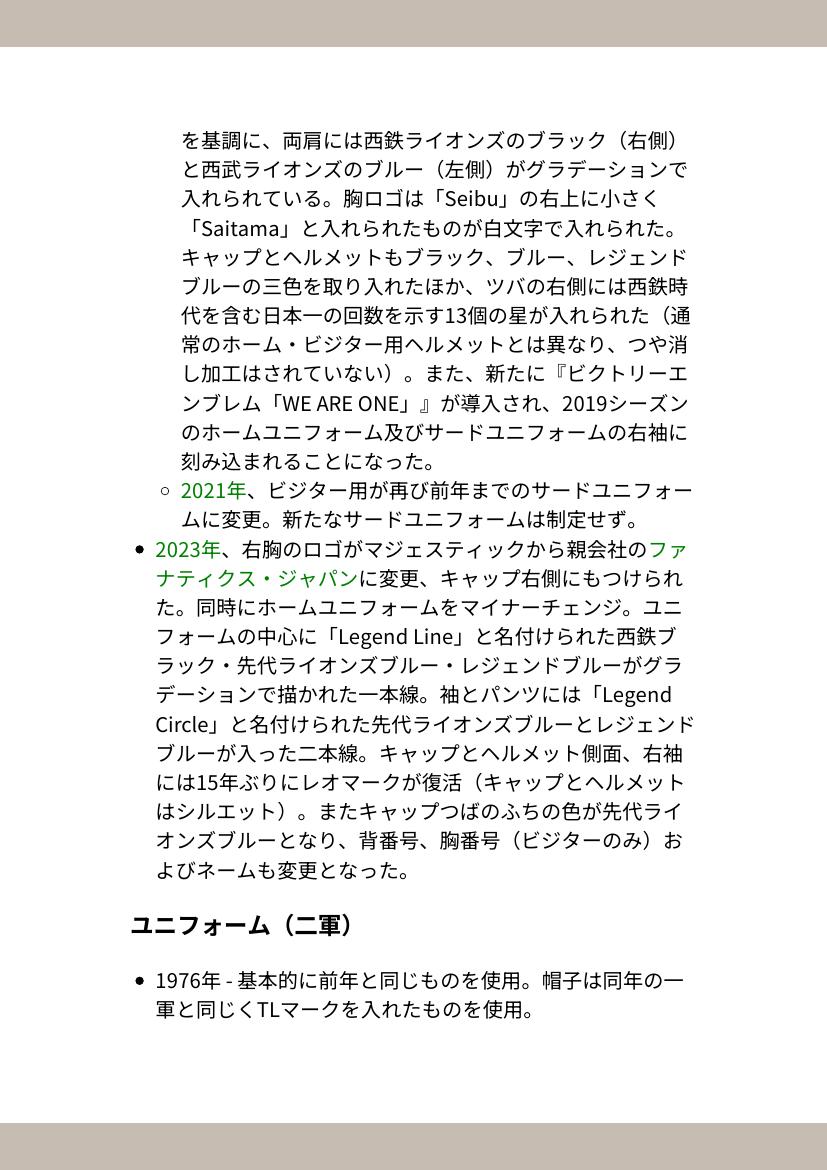 を基調に、両肩には西鉄ライオンズのブラック（右側）
と西武ライオンズのブルー（左側）がグラデーションで
入れられている。胸ロゴは「Seibu」の右上に小さく
「Saitama」と入れられたものが白文字で入れられた。
キャップとヘルメットもブラック、ブルー、レジェンド
ブルーの三色を取り入れたほか、ツバの右側には西鉄時
代を含む日本一の回数を示す13個の星が入れられた（通
常のホーム・ビジター用ヘルメットとは異なり、つや消
し加工はされていない）。また、新たに『ビクトリーエ
ンブレム「WE ARE ONE」』が導入され、2019シーズン
のホームユニフォーム及びサードユニフォームの右袖に
刻み込まれることになった。
○ 2021年、ビジター用が再び前年までのサードユニフォー
ムに変更。新たなサードユニフォームは制定せず。
● 2023年、右胸のロゴがマジェスティックから親会社のファ
ナティクス・ジャパンに変更、キャップ右側にもつけられ
た。同時にホームユニフォームをマイナーチェンジ。ユニ
フォームの中心に「Legend Line」と名付けられた西鉄ブ
ラック・先代ライオンズブルー・レジェンドブルーがグラ
デーションで描かれた一本線。袖とパンツには「Legend
Circle」と名付けられた先代ライオンズブルーとレジェンド
ブルーが入った二本線。キャップとヘルメット側面、右袖
には15年ぶりにレオマークが復活（キャップとヘルメット
はシルエット）。またキャップつばのふちの色が先代ライ
オンズブルーとなり、背番号、胸番号（ビジターのみ）お
よびネームも変更となった。
ユニフォーム（二軍）
● 1976年 - 基本的に前年と同じものを使用。帽子は同年の一
軍と同じくTLマークを入れたものを使用。